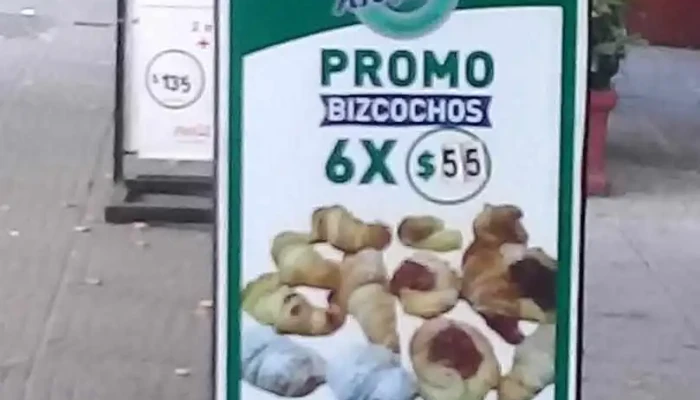 PROMO
BIZCOCHOS
6X $55
$135